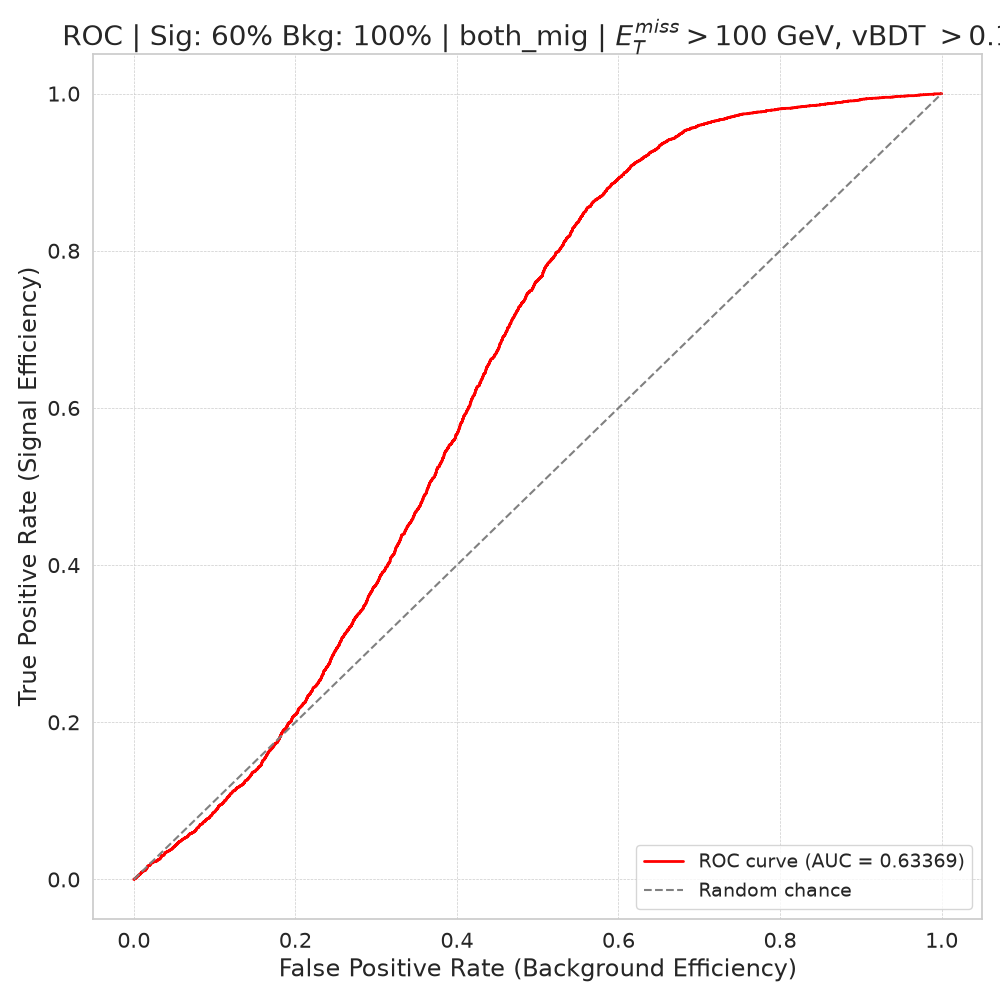 ROC | Sig: 60% Bkg: 100% | both_mig | $E_T^{miss} > 100$ GeV, vBDT $> 0.1$
1.0
0.8
0.6
0.4
0.2
0.0
True Positive Rate (Signal Efficiency)
ROC curve (AUC = 0.63369)
Random chance
0.0 0.2 0.4 0.6 0.8 1.0
False Positive Rate (Background Efficiency)